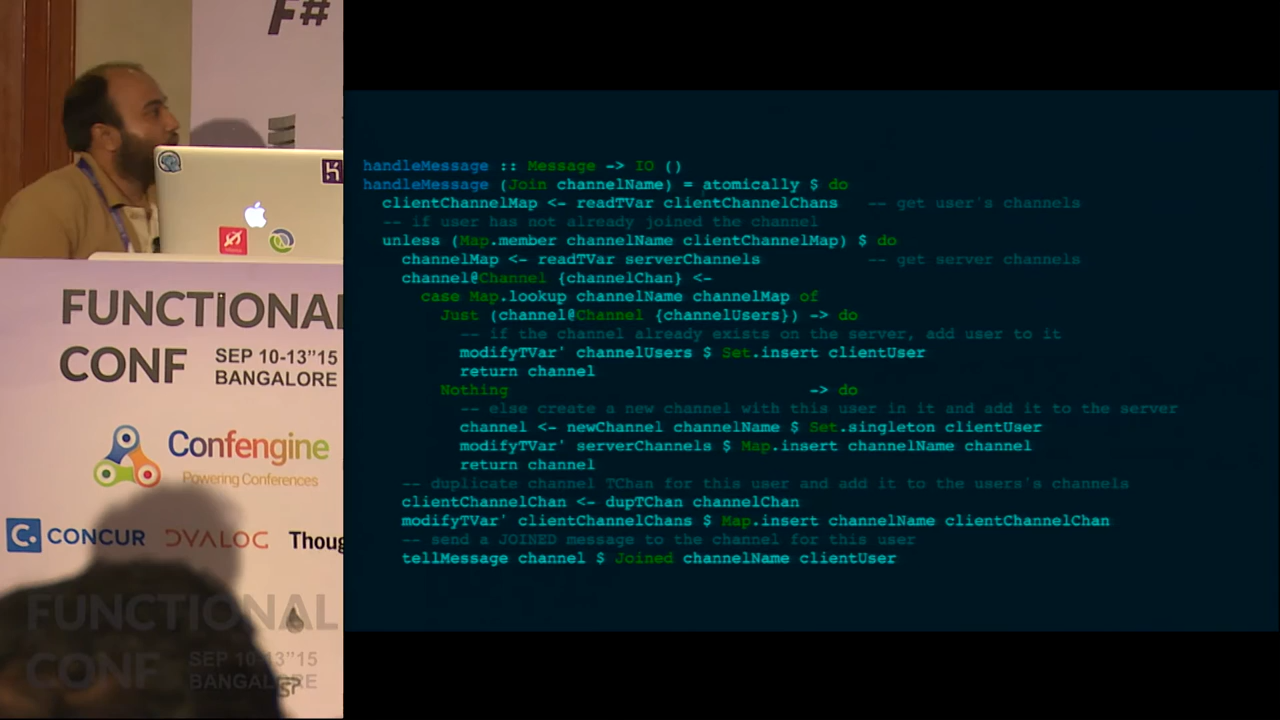 F#
FUNCTIONAL
CONF
SEP 10-13"15
BANGALORE
Confengine
Powering Conferences
CONCUR
DVALOC
Thoug
FUNCTIONAL
CONF
SEP 10-13"15
BANGALORE
handleMessage :: Message -> IO ()
handleMessage (Join channelName) = atomically $ do
clientChannelMap <- readTVar clientChannelChans -- get user's channels
-- if user has not already joined the channel
unless (Map.member channelName clientChannelMap) $ do
channelMap <- readTVar serverChannels -- get server channels
channel@Channel {channelChan} <-
case Map.lookup channelName channelMap of
Just (channel@Channel {channelUsers}) -> do
-- if the channel already exists on the server, add user to it
modifyTVar' channelUsers $ Set.insert clientUser
return channel
Nothing -> do
-- else create a new channel with this user in it and add it to the server
channel <- newChannel channelName $ Set.singleton clientUser
modifyTVar' serverChannels $ Map.insert channelName channel
return channel
-- duplicate channel TChan for this user and add it to the users's channels
clientChannelChan <- dupTChan channelChan
modifyTVar' clientChannelChans $ Map.insert channelName clientChannelChan
-- send a JOINED message to the channel for this user
tellMessage channel $ Joined channelName clientUser